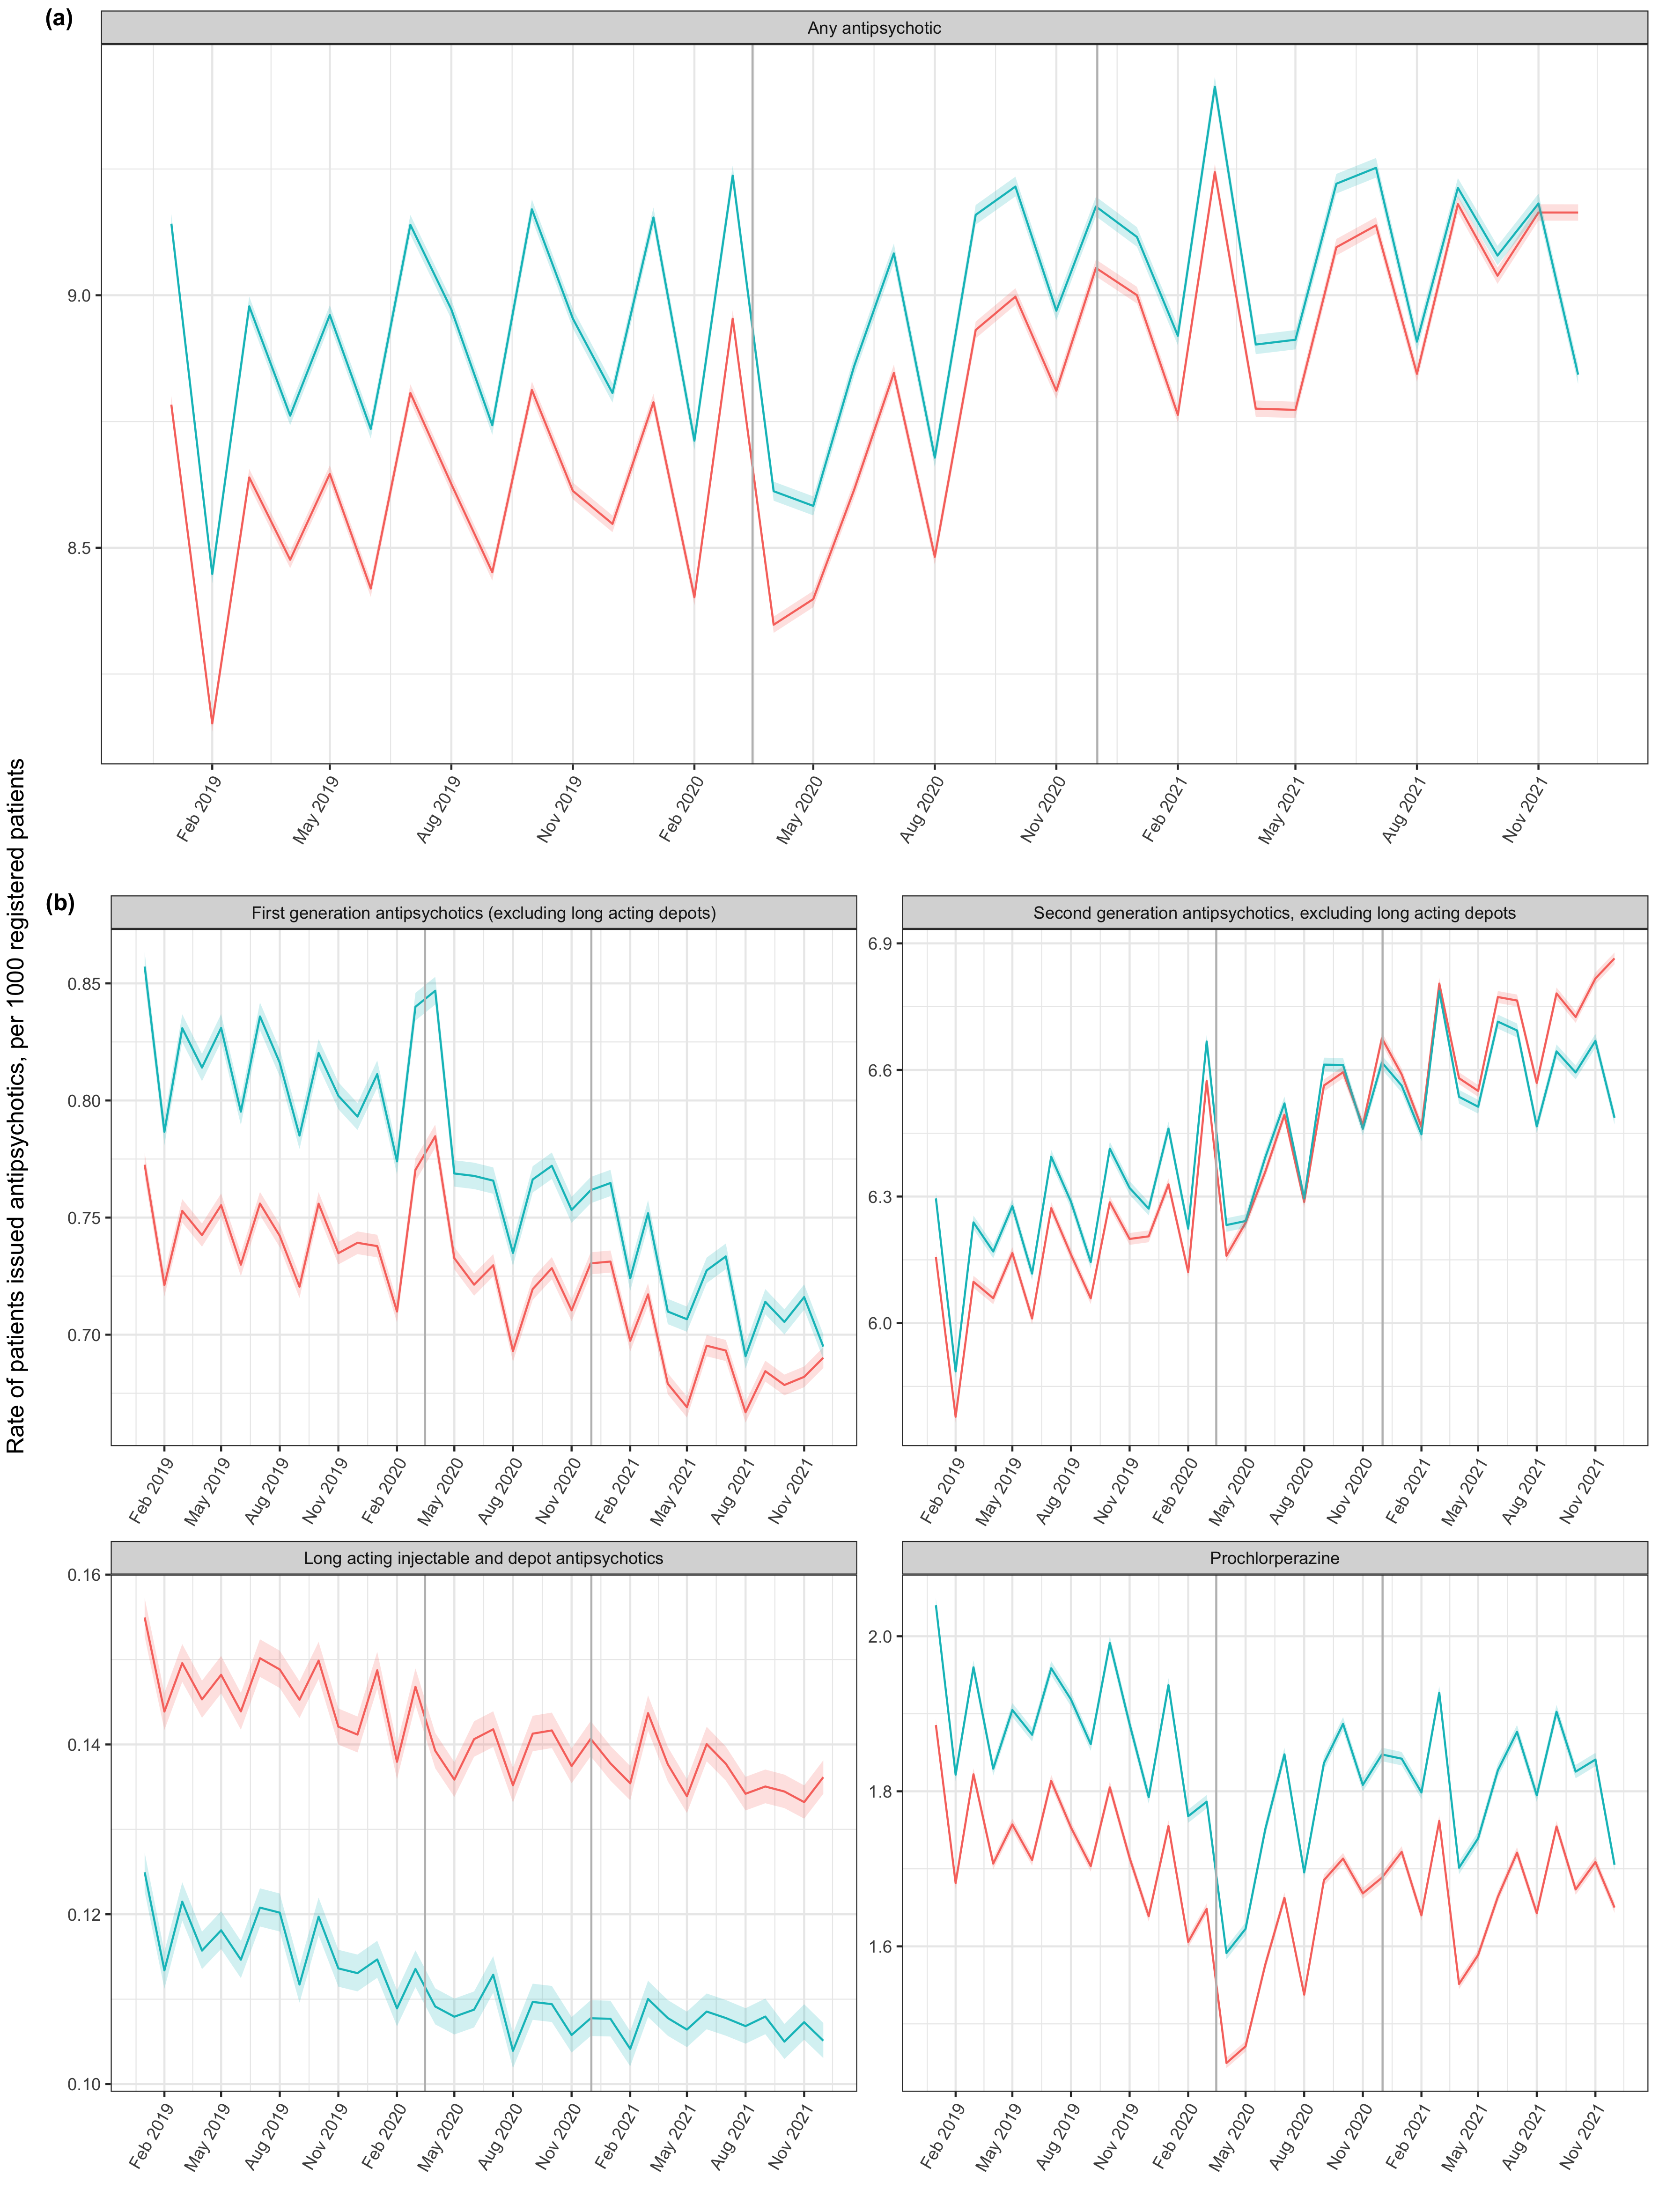 (a)
Any antipsychotic
9.0
8.5
Feb 2019
May 2019
Aug 2019
Nov 2019
Feb 2020
May 2020
Aug 2020
Nov 2020
Feb 2021
May 2021
Aug 2021
Nov 2021
Rate of patients issued antipsychotics, per 1000 registered patients
(b)
First generation antipsychotics (excluding long acting depots)
0.85
0.80
0.75
0.70
Feb 2019
May 2019
Aug 2019
Nov 2019
Feb 2020
May 2020
Aug 2020
Nov 2020
Feb 2021
May 2021
Aug 2021
Nov 2021
Second generation antipsychotics, excluding long acting depots
6.9
6.6
6.3
6.0
Feb 2019
May 2019
Aug 2019
Nov 2019
Feb 2020
May 2020
Aug 2020
Nov 2020
Feb 2021
May 2021
Aug 2021
Nov 2021
Long acting injectable and depot antipsychotics
0.16
0.14
0.12
0.10
Feb 2019
May 2019
Aug 2019
Nov 2019
Feb 2020
May 2020
Aug 2020
Nov 2020
Feb 2021
May 2021
Aug 2021
Nov 2021
Prochlorperazine
2.0
1.8
1.6
Feb 2019
May 2019
Aug 2019
Nov 2019
Feb 2020
May 2020
Aug 2020
Nov 2020
Feb 2021
May 2021
Aug 2021
Nov 2021